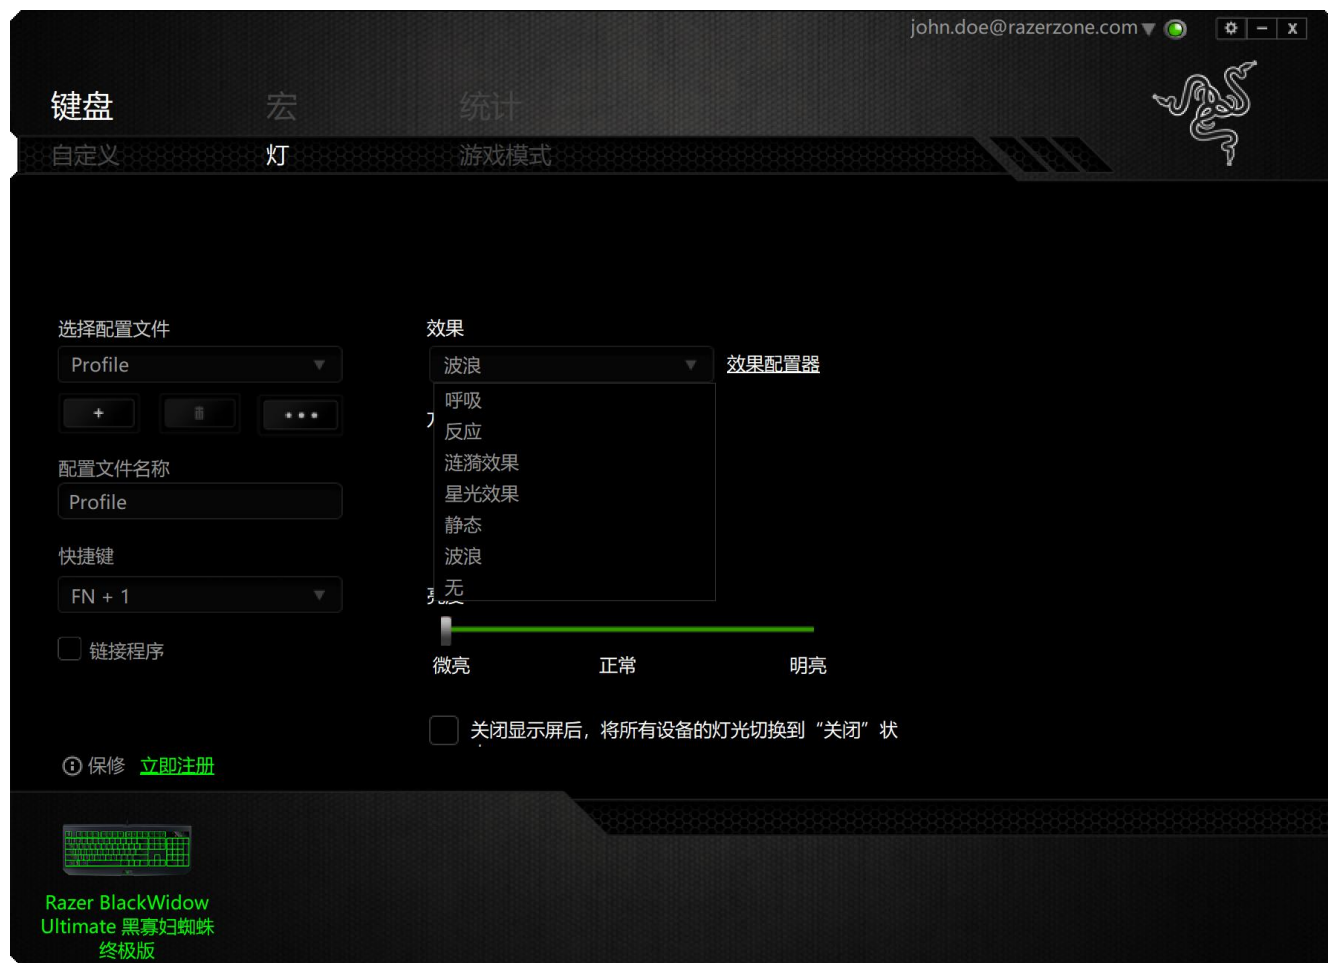 john.doe@razerzone.com
键盘 宏 统计
自定义 灯 游戏模式
选择配置文件
Profile
配置文件名称
Profile
快捷键
FN + 1
链接程序
保修 立即注册
效果
波浪 效果配置器
呼吸
反应
涟漪效果
星光效果
静态
波浪
无
微亮 正常 明亮
关闭显示屏后，将所有设备的灯光切换到“关闭”状
Razer BlackWidow
Ultimate 黑寡妇蜘蛛
终极版